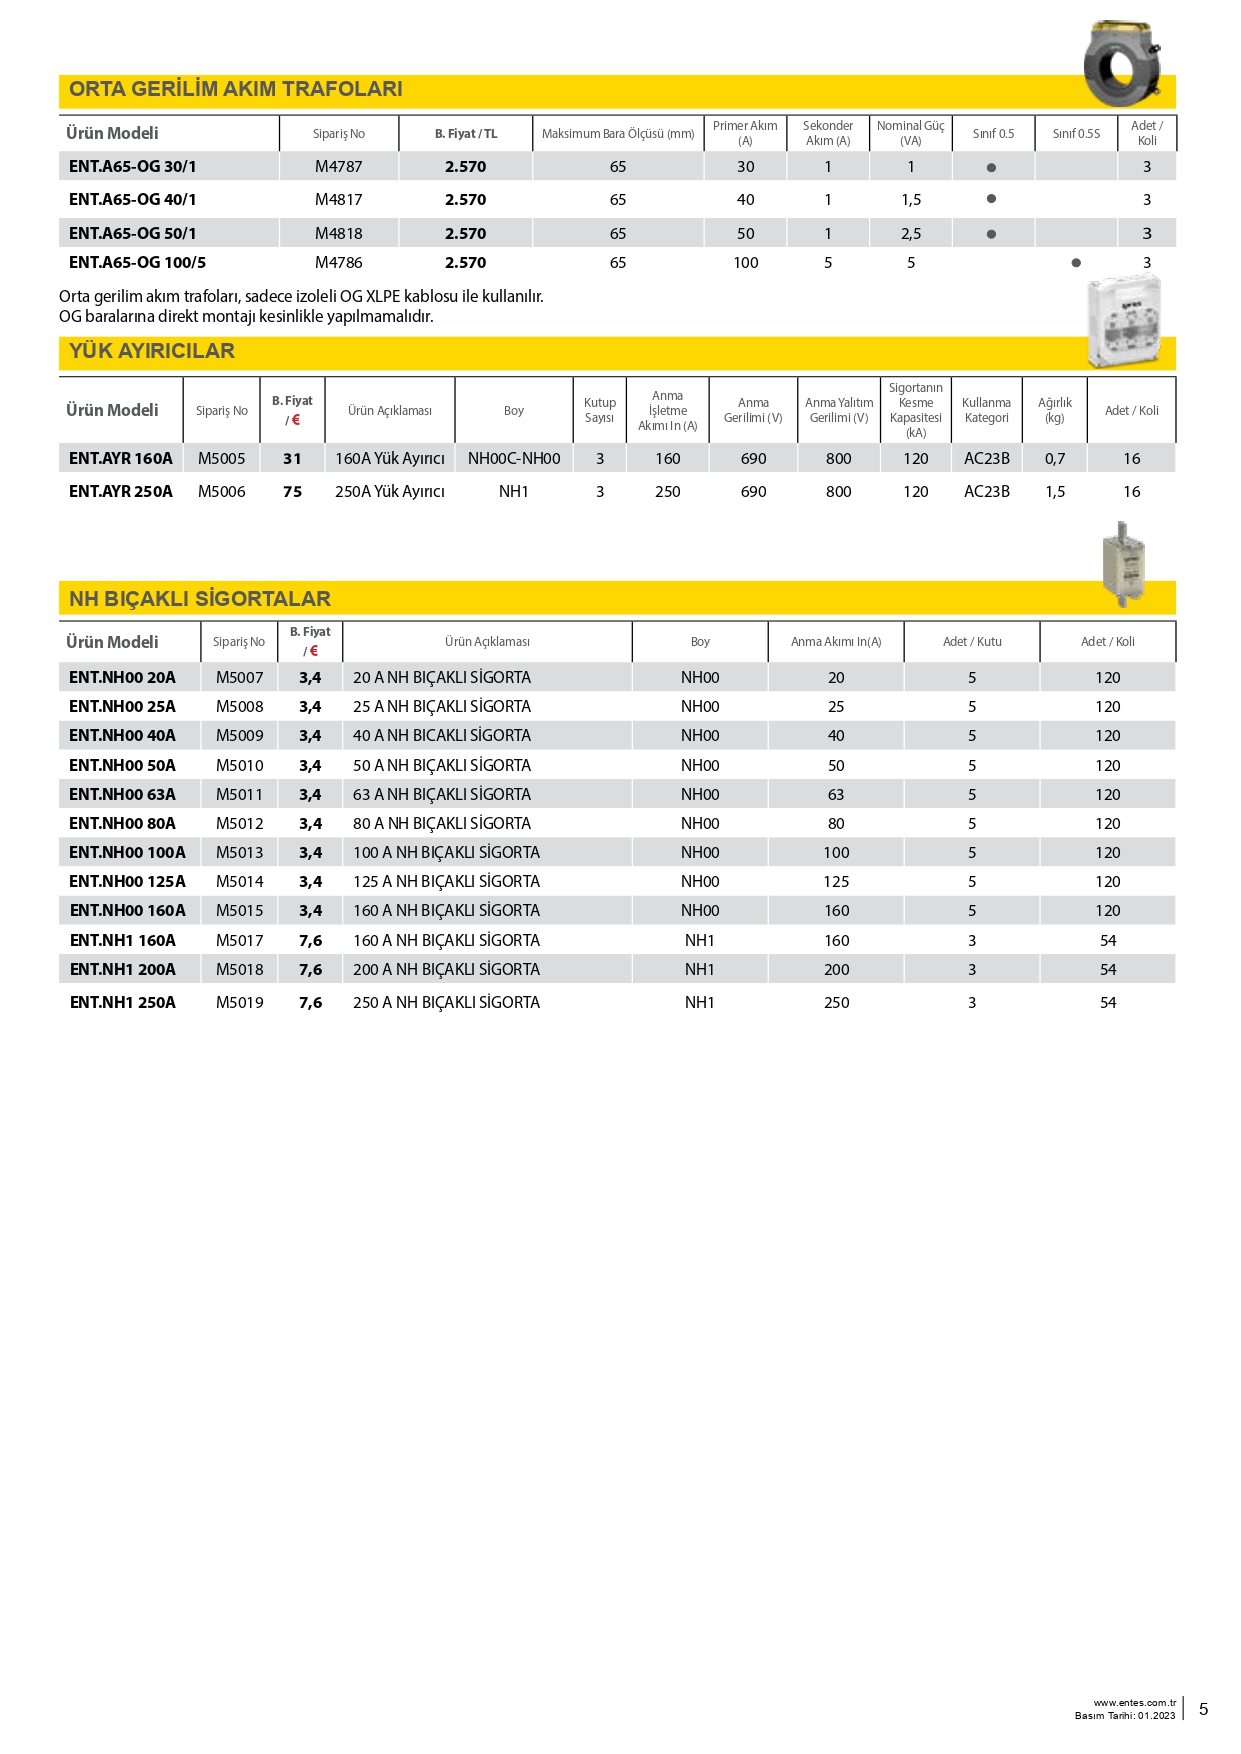 ORTA GERİLİM AKIM TRAFOLARI
Ürün Modeli Sipariş No B. Fiyat / TL Maksimum Bara Ölçüsü (mm) Primer Akım (A) Sekonder Akım (A) Nominal Güç (VA) Sınıf 0.5 Sınıf 0.5S Adet / Koli
ENT.A65-OG 30/1 M4787 2.570 65 30 1 1 ● 3
ENT.A65-OG 40/1 M4817 2.570 65 40 1 1,5 ● 3
ENT.A65-OG 50/1 M4818 2.570 65 50 1 2,5 ● 3
ENT.A65-OG 100/5 M4786 2.570 65 100 5 5 ● 3
Orta gerilim akım trafoları, sadece izoleli OG XLPE kablosu ile kullanılır.
OG baralarına direkt montajı kesinlikle yapılmamalıdır.
YÜK AYIRICILAR
Ürün Modeli Sipariş No B. Fiyat / € Ürün Açıklaması Boy Kutup Sayısı Anma İşletme Akımı In (A) Anma Gerilimi (V) Anma Yalıtım Gerilimi (V) Sigortanın Kesme Kapasitesi (kA) Kullanma Kategori Ağırlık (kg) Adet / Koli
ENT.AYR 160A M5005 31 160A Yük Ayırıcı NH00C-NH00 3 160 690 800 120 AC23B 0,7 16
ENT.AYR 250A M5006 75 250A Yük Ayırıcı NH1 3 250 690 800 120 AC23B 1,5 16
NH BIÇAKLI SİGORTALAR
Ürün Modeli Sipariş No B. Fiyat / € Ürün Açıklaması Boy Anma Akımı In(A) Adet / Kutu Adet / Koli
ENT.NH00 20A M5007 3,4 20 A NH BIÇAKLI SİGORTA NH00 20 5 120
ENT.NH00 25A M5008 3,4 25 A NH BIÇAKLI SİGORTA NH00 25 5 120
ENT.NH00 40A M5009 3,4 40 A NH BICAKLI SİGORTA NH00 40 5 120
ENT.NH00 50A M5010 3,4 50 A NH BIÇAKLI SİGORTA NH00 50 5 120
ENT.NH00 63A M5011 3,4 63 A NH BIÇAKLI SİGORTA NH00 63 5 120
ENT.NH00 80A M5012 3,4 80 A NH BIÇAKLI SİGORTA NH00 80 5 120
ENT.NH00 100A M5013 3,4 100 A NH BIÇAKLI SİGORTA NH00 100 5 120
ENT.NH00 125A M5014 3,4 125 A NH BIÇAKLI SİGORTA NH00 125 5 120
ENT.NH00 160A M5015 3,4 160 A NH BIÇAKLI SİGORTA NH00 160 5 120
ENT.NH1 160A M5017 7,6 160 A NH BIÇAKLI SİGORTA NH1 160 3 54
ENT.NH1 200A M5018 7,6 200 A NH BIÇAKLI SİGORTA NH1 200 3 54
ENT.NH1 250A M5019 7,6 250 A NH BIÇAKLI SİGORTA NH1 250 3 54
www.entes.com.tr
Basım Tarihi: 01.2023
5